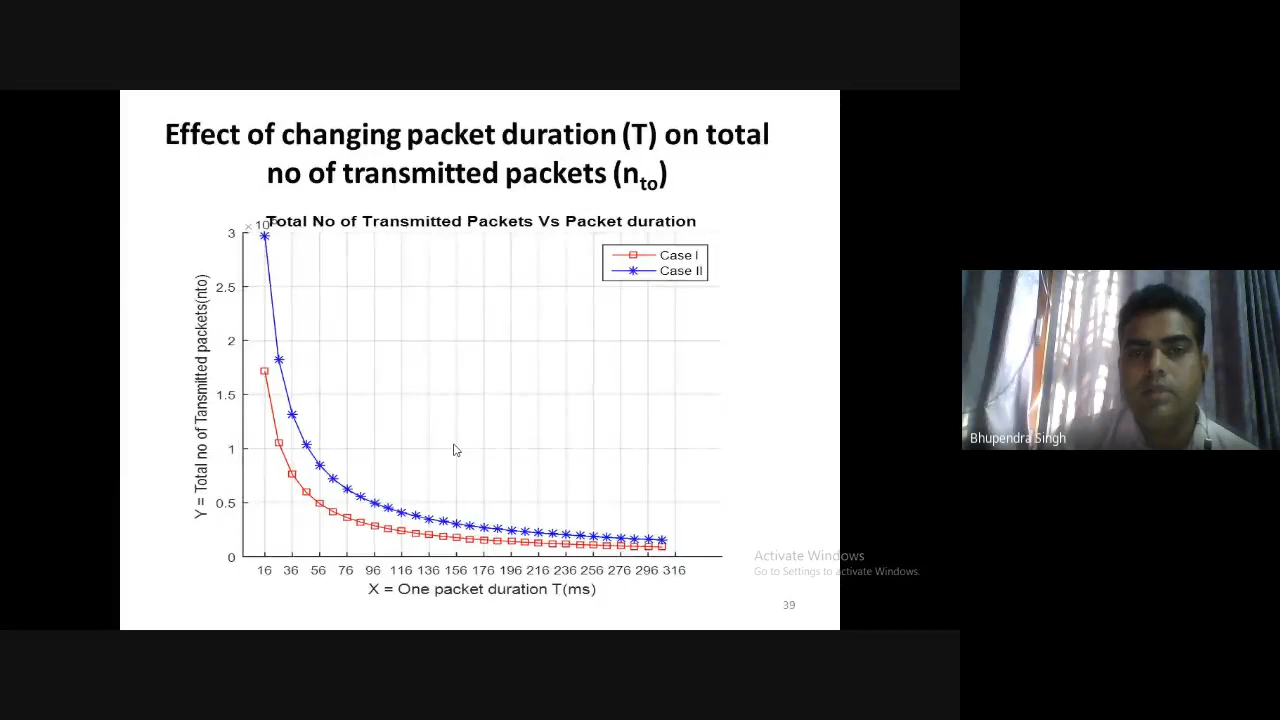 Effect of changing packet duration (T) on total
no of transmitted packets (nto)
Total No of Transmitted Packets Vs Packet duration
× 10
3
2.5
2
1.5
1
0.5
0
Y = Total no of Tansmitted packets(nto)
Case I
Case II
16 36 56 76 96 116 136 156 176 196 216 236 256 276 296 316
X = One packet duration T(ms)
Activate Windows
Go to Settings to activate Windows.
39
Bhupendra Singh